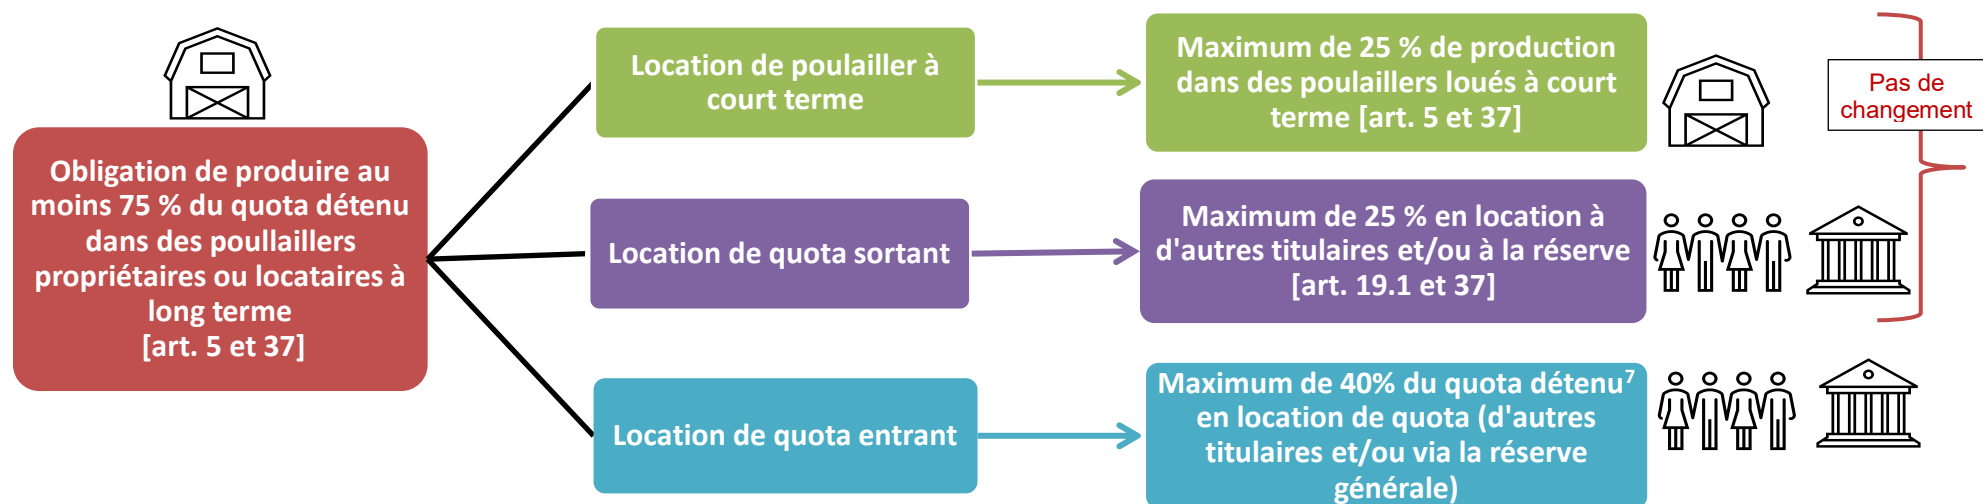 Obligation de produire au
moins 75 % du quota détenu
dans des poullaillers
propriétaires ou locataires à
long terme
[art. 5 et 37]
Location de poulailler à
court terme
Maximum de 25 % de production
dans des poulaillers loués à court
terme [art. 5 et 37]
Pas de
changement
Location de quota sortant
Maximum de 25 % en location à
d'autres titulaires et/ou à la réserve
[art. 19.1 et 37]
Location de quota entrant
Maximum de 40% du quota détenu⁷
en location de quota (d'autres
titulaires et/ou via la réserve
générale)